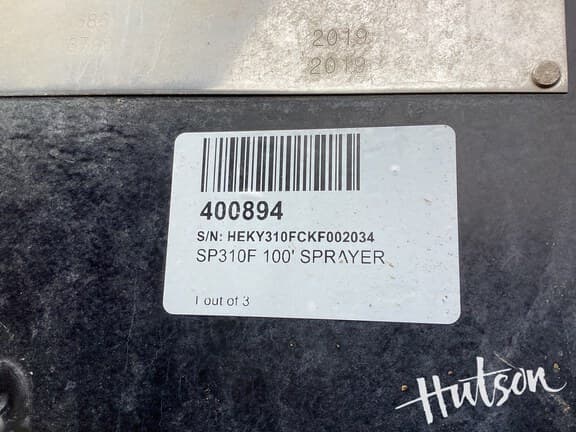 2019
2019
400894
S/N: HEKY310FCKF002034
SP310F 100' SPRAYER
1 out of 3
Hutson